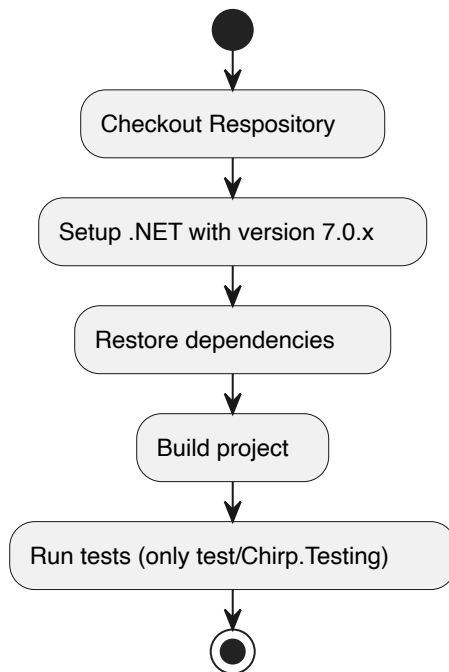 Checkout Respository
Setup .NET with version 7.0.x
Restore dependencies
Build project
Run tests (only test/Chirp.Testing)